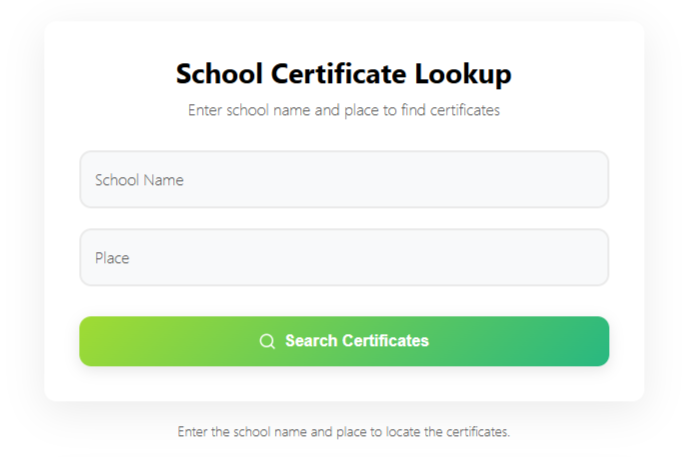 School Certificate Lookup
Enter school name and place to find certificates
School Name
Place
Search Certificates
Enter the school name and place to locate the certificates.